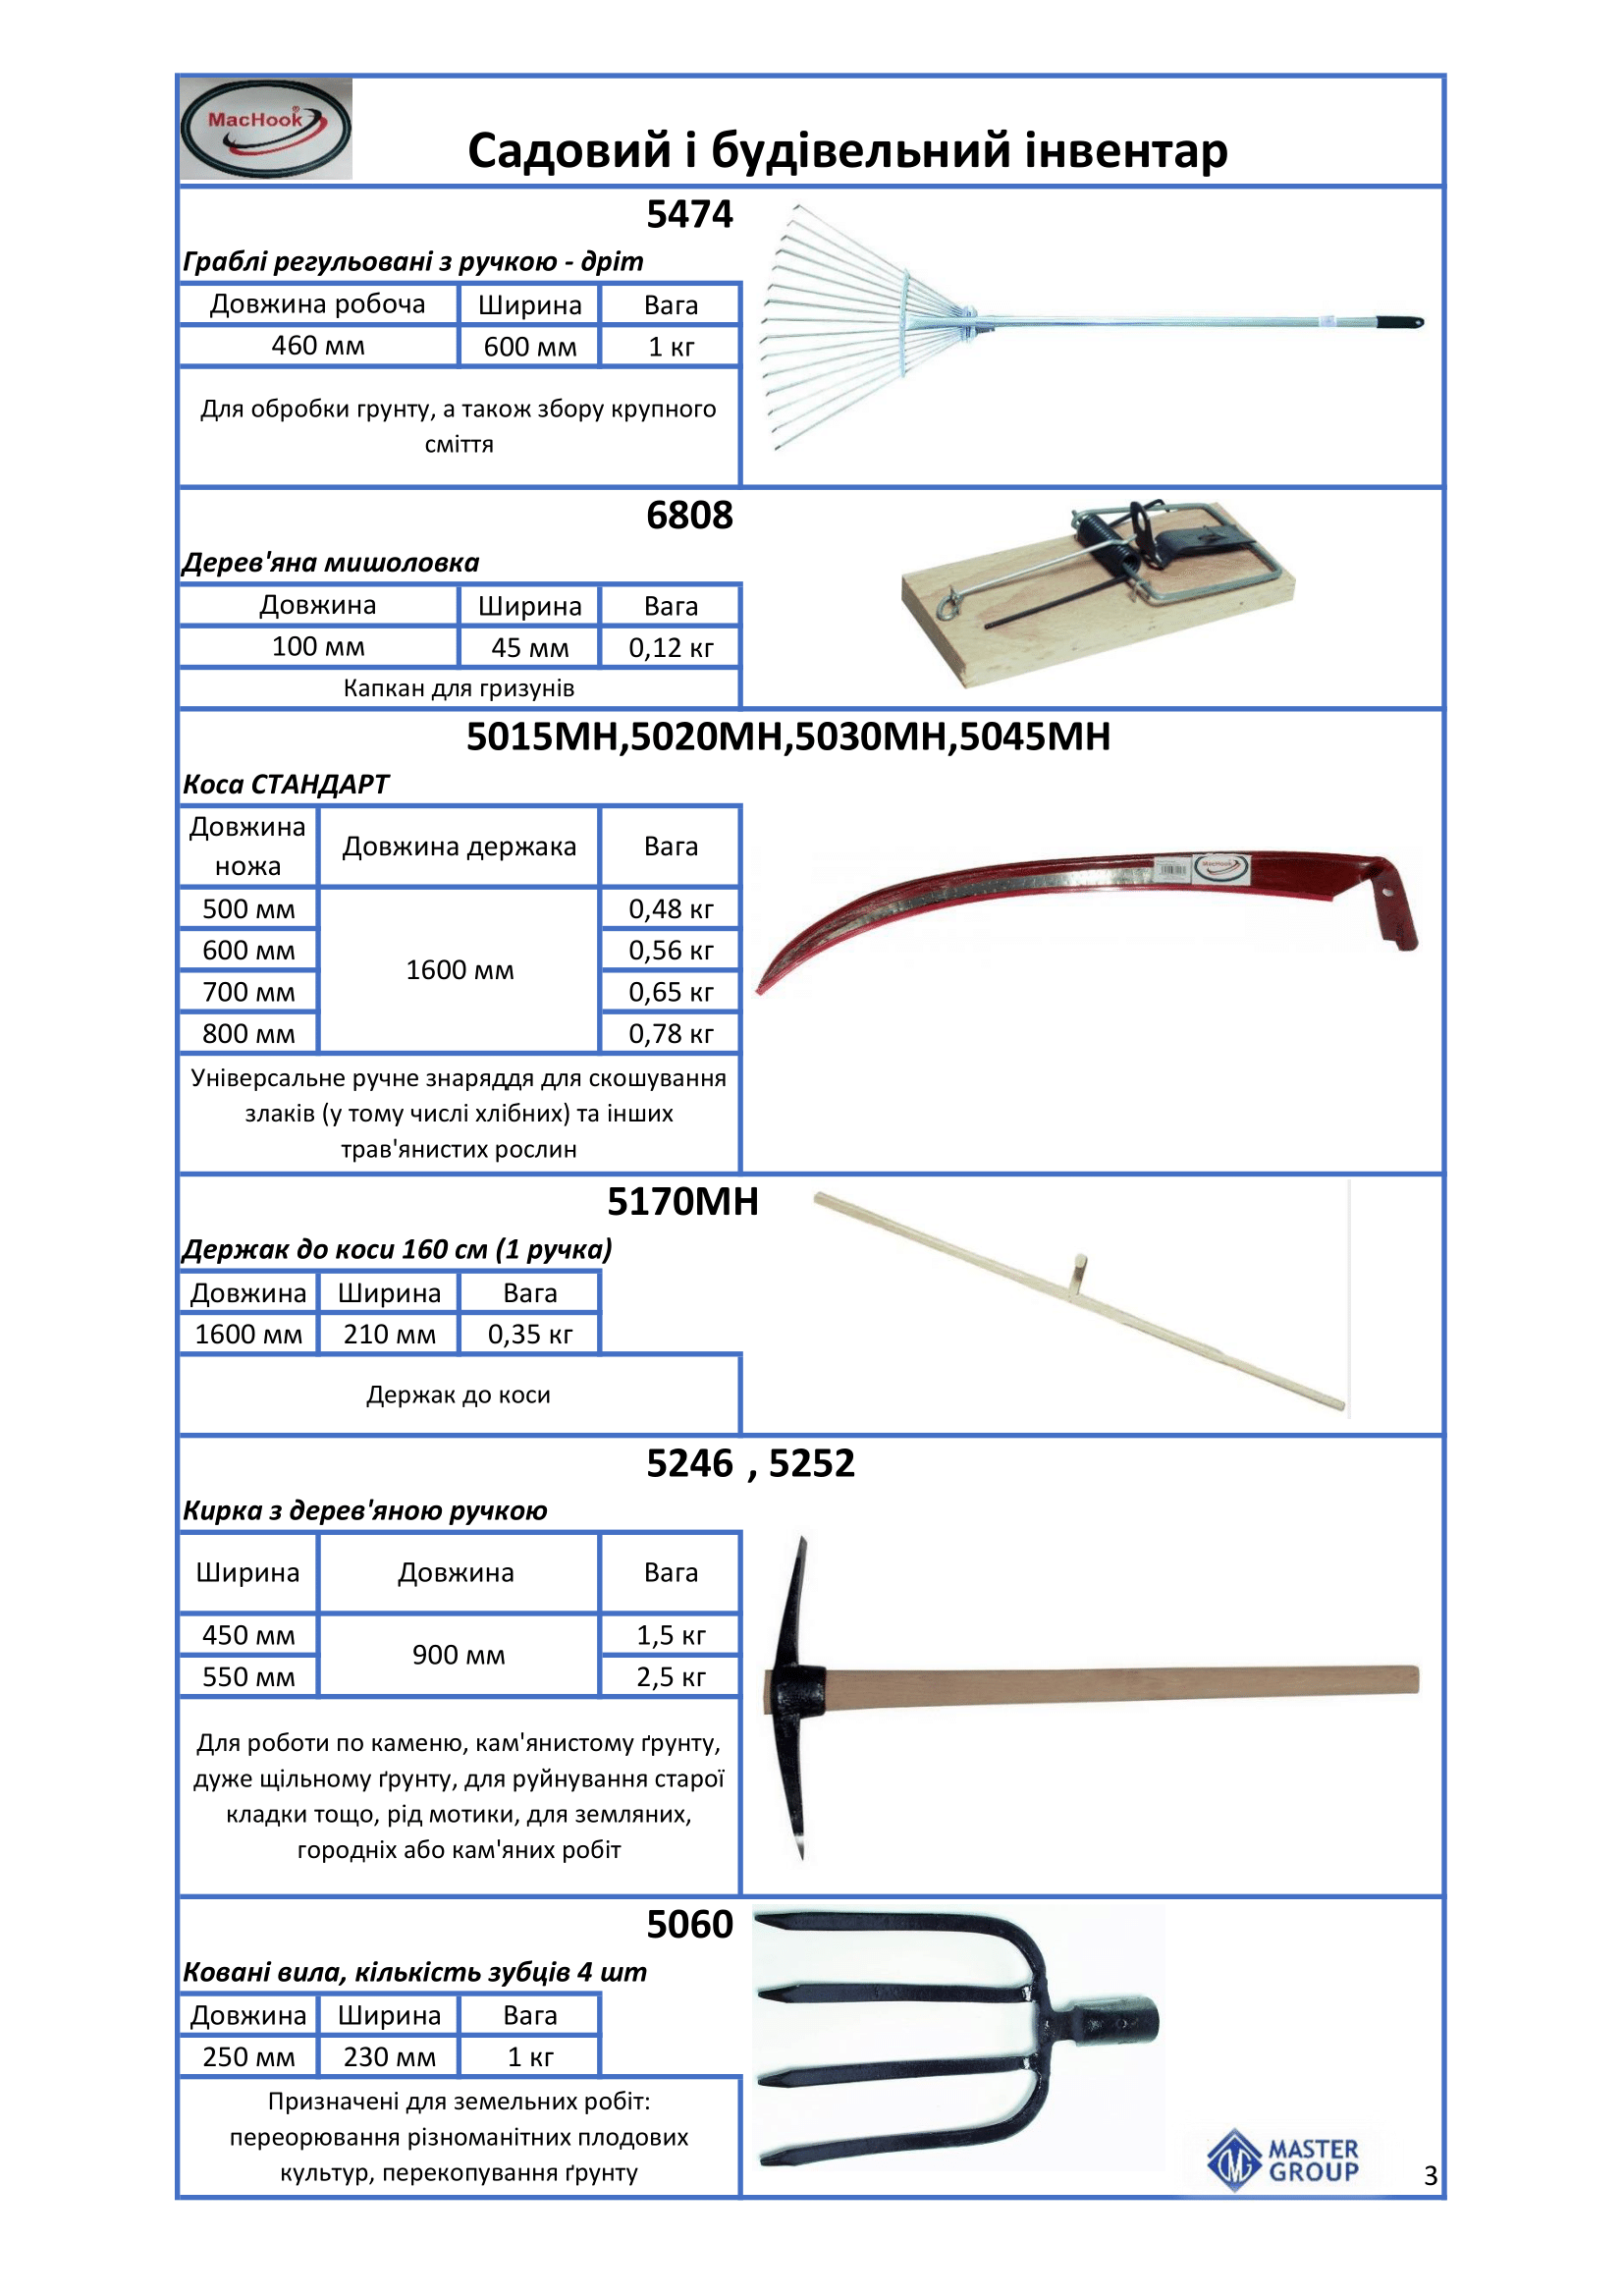 MacHook®
Садовий і будівельний інвентар
5474
Граблі регульовані з ручкою - дріт
Довжина робоча Ширина Вага
460 мм 600 мм 1 кг
Для обробки грунту, а також збору крупного
сміття
6808
Дерев'яна мишоловка
Довжина Ширина Вага
100 мм 45 мм 0,12 кг
Капкан для гризунів
5015МН,5020МН,5030МН,5045МН
Коса СТАНДАРТ
Довжина
ножа
Довжина держака
Вага
500 мм 0,48 кг
600 мм 0,56 кг
1600 мм
700 мм 0,65 кг
800 мм 0,78 кг
MacHook
Універсальне ручне знаряддя для скошування
злаків (у тому числі хлібних) та інших
трав'янистих рослин
5170МН
Держак до коси 160 см (1 ручка)
Довжина Ширина Вага
1600 мм 210 мм 0,35 кг
Держак до коси
5246 , 5252
Кирка з дерев'яною ручкою
Ширина Довжина Вага
450 мм 1,5 кг
900 мм
550 мм 2,5 кг
Для роботи по каменю, кам'янистому ґрунту,
дуже щільному ґрунту, для руйнування старої
кладки тощо, рід мотики, для земляних,
городніх або кам'яних робіт
5060
Ковані вила, кількість зубців 4 шт
Довжина Ширина Вага
250 мм 230 мм 1 кг
Призначені для земельних робіт:
переорювання різноманітних плодових
культур, перекопування ґрунту
MG
MASTER
GROUP
3